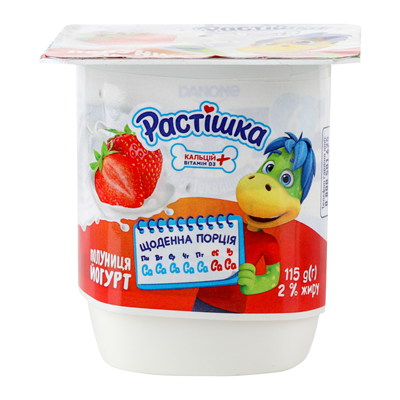 DANONE
Растішка
КАЛЬЦІЙ +
ВІТАМІН D3
ЩОДЕННА ПОРЦІЯ
Пн Вт Ср Чт Пт Сб Нд
Ca Ca Ca Ca Ca Ca Ca
ПОЛУНИЦЯ
ЙОГУРТ
115 g(г)
2 % жиру